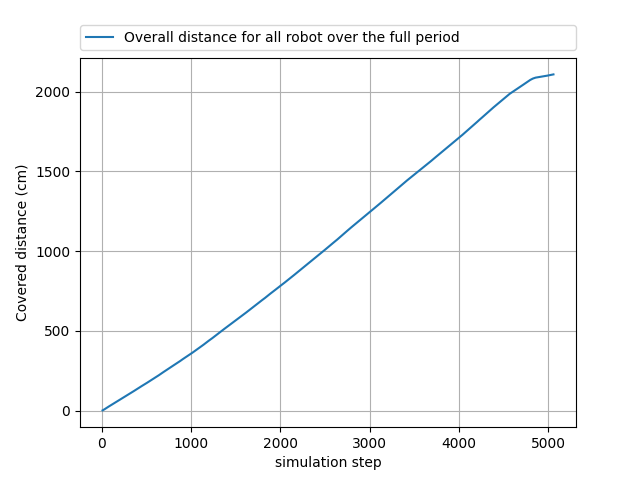 Overall distance for all robot over the full period
2000
1500
1000
500
0
Covered distance (cm)
0 1000 2000 3000 4000 5000
simulation step